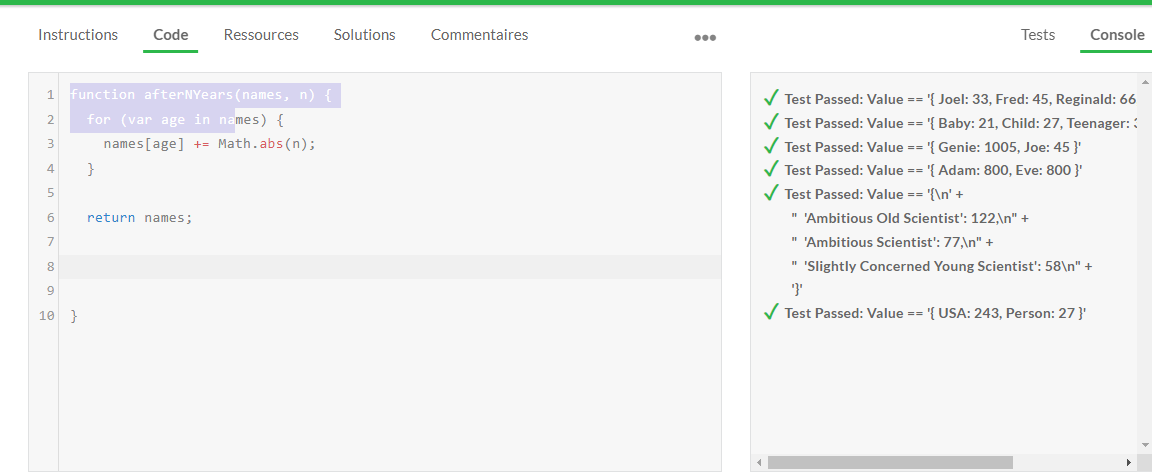 Instructions Code Ressources Solutions Commentaires ••• Tests Console
1 function afterNYears(names, n) {
2 for (var age in names) {
3 names[age] += Math.abs(n);
4 }
5
6 return names;
7
8
9
10 }
Test Passed: Value == '{ Joel: 33, Fred: 45, Reginald: 66
Test Passed: Value == '{ Baby: 21, Child: 27, Teenager:
Test Passed: Value == '{ Genie: 1005, Joe: 45 }'
Test Passed: Value == '{ Adam: 800, Eve: 800 }'
Test Passed: Value == '{\n' +
" 'Ambitious Old Scientist': 122,\n" +
" 'Ambitious Scientist': 77,\n" +
" 'Slightly Concerned Young Scientist': 58\n" +
'}'
Test Passed: Value == '{ USA: 243, Person: 27 }'